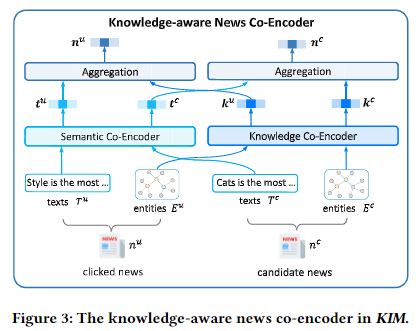 Knowledge-aware News Co-Encoder
n^u n^c
Aggregation Aggregation
t^u t^c k^u k^c
Semantic Co-Encoder Knowledge Co-Encoder
Style is the most ... Cats is the most ...
texts T^u entities E^u texts T^c entities E^c
NEWS n^u NEWS n^c
clicked news candidate news
Figure 3: The knowledge-aware news co-encoder in KIM.